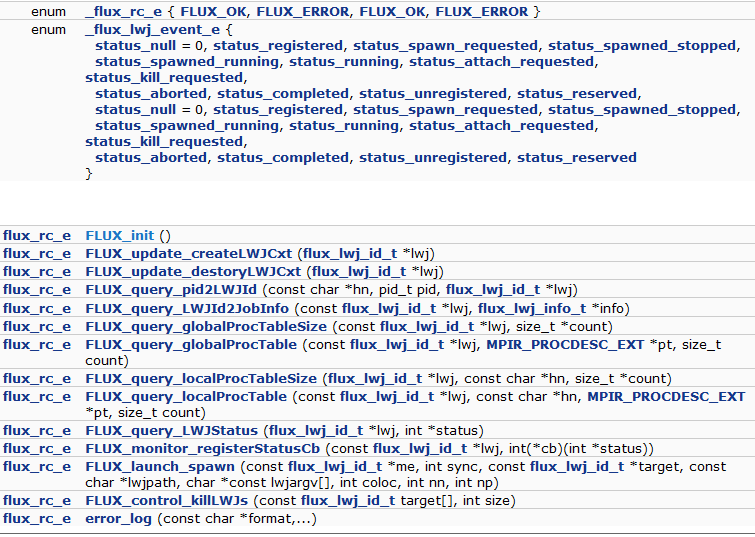 enum _flux_rc_e { FLUX_OK, FLUX_ERROR, FLUX_OK, FLUX_ERROR }
enum _flux_lwj_event_e {
status_null = 0, status_registered, status_spawn_requested, status_spawned_stopped,
status_spawned_running, status_running, status_attach_requested,
status_kill_requested,
status_aborted, status_completed, status_unregistered, status_reserved,
status_null = 0, status_registered, status_spawn_requested, status_spawned_stopped,
status_spawned_running, status_running, status_attach_requested,
status_kill_requested,
status_aborted, status_completed, status_unregistered, status_reserved
}
flux_rc_e FLUX_init ()
flux_rc_e FLUX_update_createLWJCxt (flux_lwj_id_t *lwj)
flux_rc_e FLUX_update_destoryLWJCxt (flux_lwj_id_t *lwj)
flux_rc_e FLUX_query_pid2LWJId (const char *hn, pid_t pid, flux_lwj_id_t *lwj)
flux_rc_e FLUX_query_LWJId2JobInfo (const flux_lwj_id_t *lwj, flux_lwj_info_t *info)
flux_rc_e FLUX_query_globalProcTableSize (const flux_lwj_id_t *lwj, size_t *count)
flux_rc_e FLUX_query_globalProcTable (const flux_lwj_id_t *lwj, MPIR_PROCDESC_EXT *pt, size_t
count)
flux_rc_e FLUX_query_localProcTableSize (flux_lwj_id_t *lwj, const char *hn, size_t *count)
flux_rc_e FLUX_query_localProcTable (const flux_lwj_id_t *lwj, const char *hn, MPIR_PROCDESC_EXT
*pt, size_t count)
flux_rc_e FLUX_query_LWJStatus (flux_lwj_id_t *lwj, int *status)
flux_rc_e FLUX_monitor_registerStatusCb (const flux_lwj_id_t *lwj, int(*cb)(int *status))
flux_rc_e FLUX_launch_spawn (const flux_lwj_id_t *me, int sync, const flux_lwj_id_t *target, const
char *lwjpath, char *const lwjargv[], int coloc, int nn, int np)
flux_rc_e FLUX_control_killLWJs (const flux_lwj_id_t target[], int size)
flux_rc_e error_log (const char *format,...)